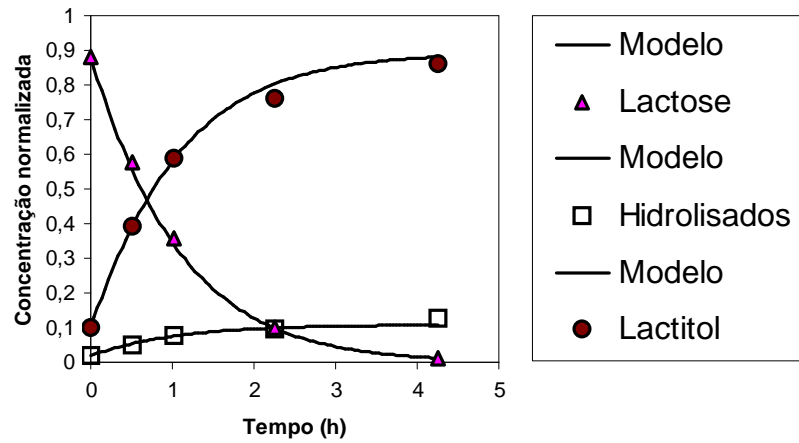 Concentração normalizada
1
0,9
0,8
0,7
0,6
0,5
0,4
0,3
0,2
0,1
0
0 1 2 3 4 5
Tempo (h)
Modelo
Lactose
Modelo
Hidrolisados
Modelo
Lactitol